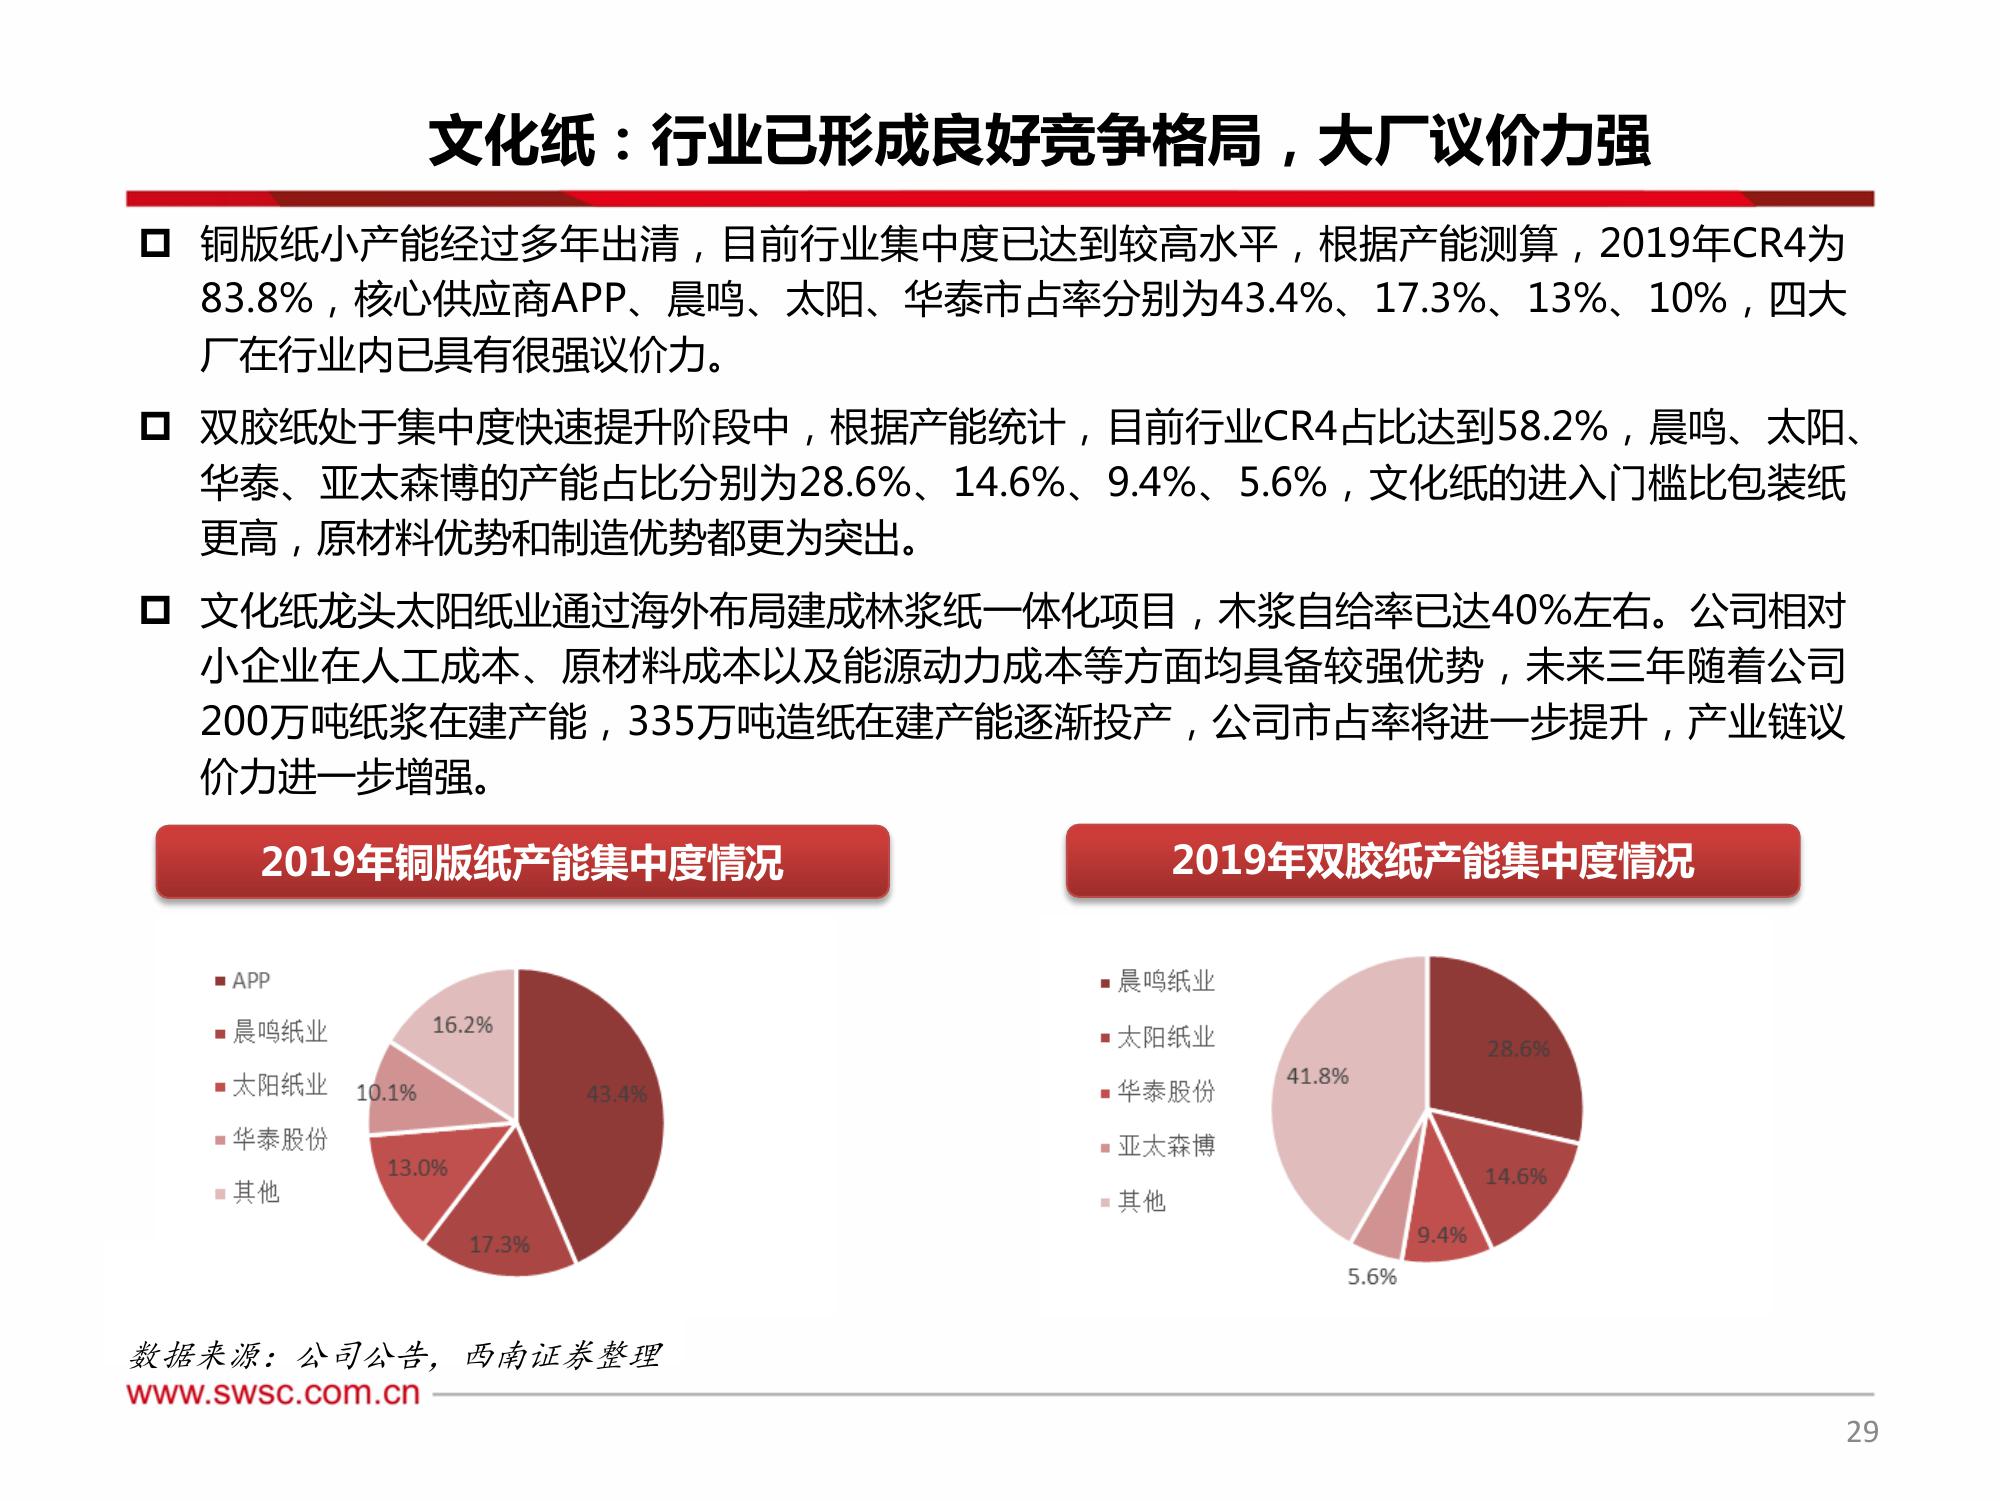 文化纸：行业已形成良好竞争格局，大厂议价力强
铜版纸小产能经过多年出清，目前行业集中度已达到较高水平，根据产能测算，2019年CR4为
83.8%，核心供应商APP、晨鸣、太阳、华泰市占率分别为43.4%、17.3%、13%、10%，四大
厂在行业内已具有很强议价力。
双胶纸处于集中度快速提升阶段中，根据产能统计，目前行业CR4占比达到58.2%，晨鸣、太阳、
华泰、亚太森博的产能占比分别为28.6%、14.6%、9.4%、5.6%，文化纸的进入门槛比包装纸
更高，原材料优势和制造优势都更为突出。
文化纸龙头太阳纸业通过海外布局建成林浆纸一体化项目，木浆自给率已达40%左右。公司相对
小企业在人工成本、原材料成本以及能源动力成本等方面均具备较强优势，未来三年随着公司
200万吨纸浆在建产能，335万吨造纸在建产能逐渐投产，公司市占率将进一步提升，产业链议
价力进一步增强。
2019年铜版纸产能集中度情况
APP
晨鸣纸业
太阳纸业
华泰股份
其他
16.2%
43.4%
10.1%
13.0%
17.3%
2019年双胶纸产能集中度情况
晨鸣纸业
太阳纸业
华泰股份
亚太森博
其他
28.6%
41.8%
14.6%
9.4%
5.6%
数据来源：公司公告，西南证券整理
www.swsc.com.cn
29